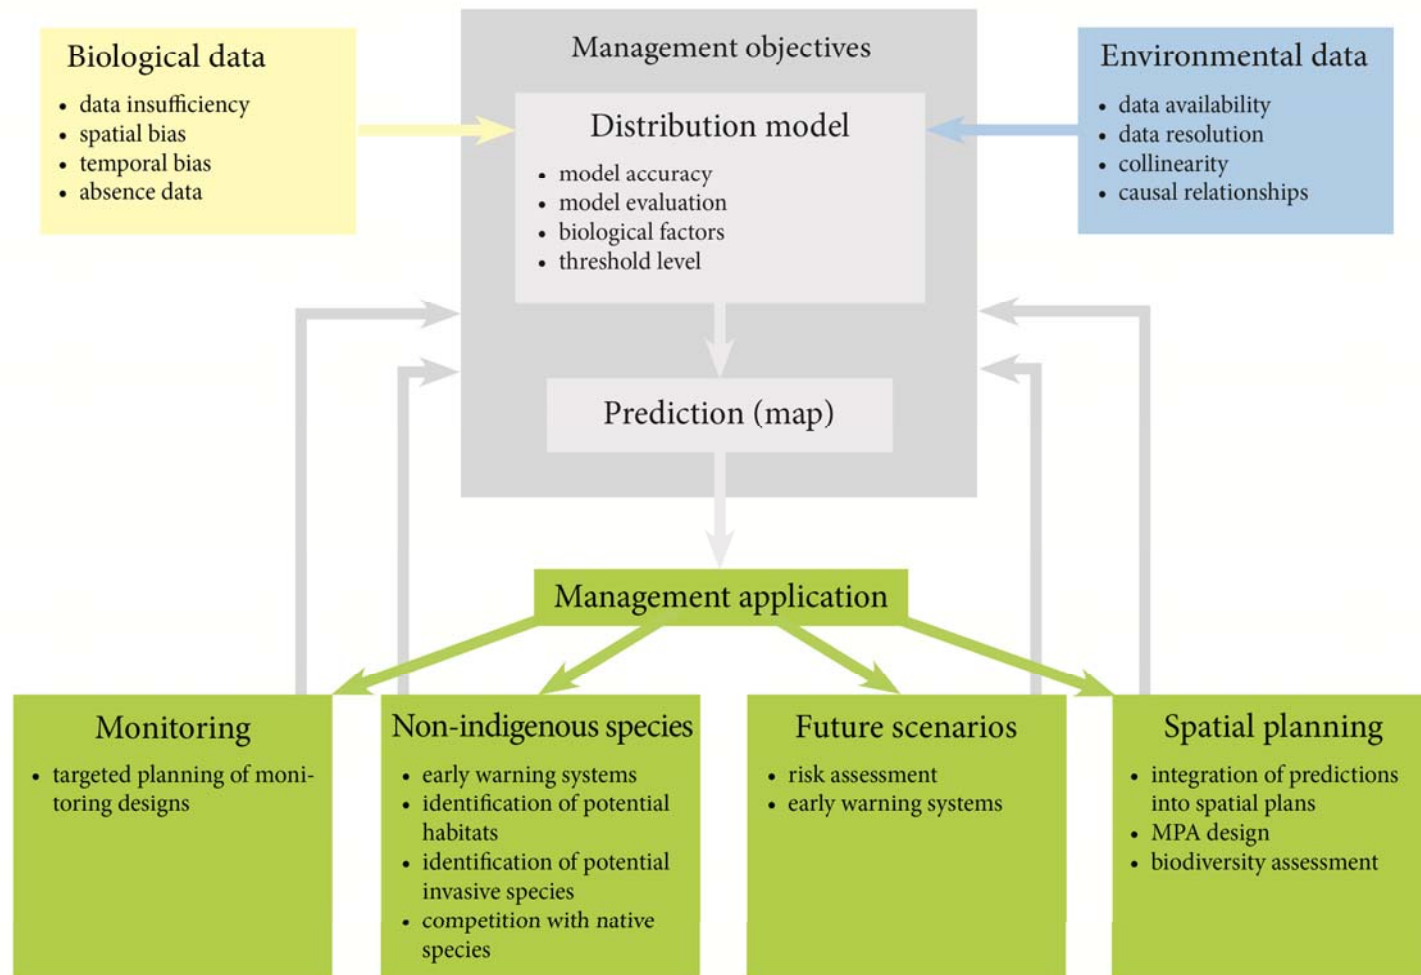 Management objectives
Biological data
• data insufficiency
• spatial bias
• temporal bias
• absence data
Distribution model
• model accuracy
• model evaluation
• biological factors
• threshold level
Environmental data
• data availability
• data resolution
• collinearity
• causal relationships
Prediction (map)
Management application
Monitoring
• targeted planning of moni-
toring designs
Non-indigenous species
• early warning systems
• identification of potential
habitats
• identification of potential
invasive species
• competition with native
species
Future scenarios
• risk assessment
• early warning systems
Spatial planning
• integration of predictions
into spatial plans
• MPA design
• biodiversity assessment